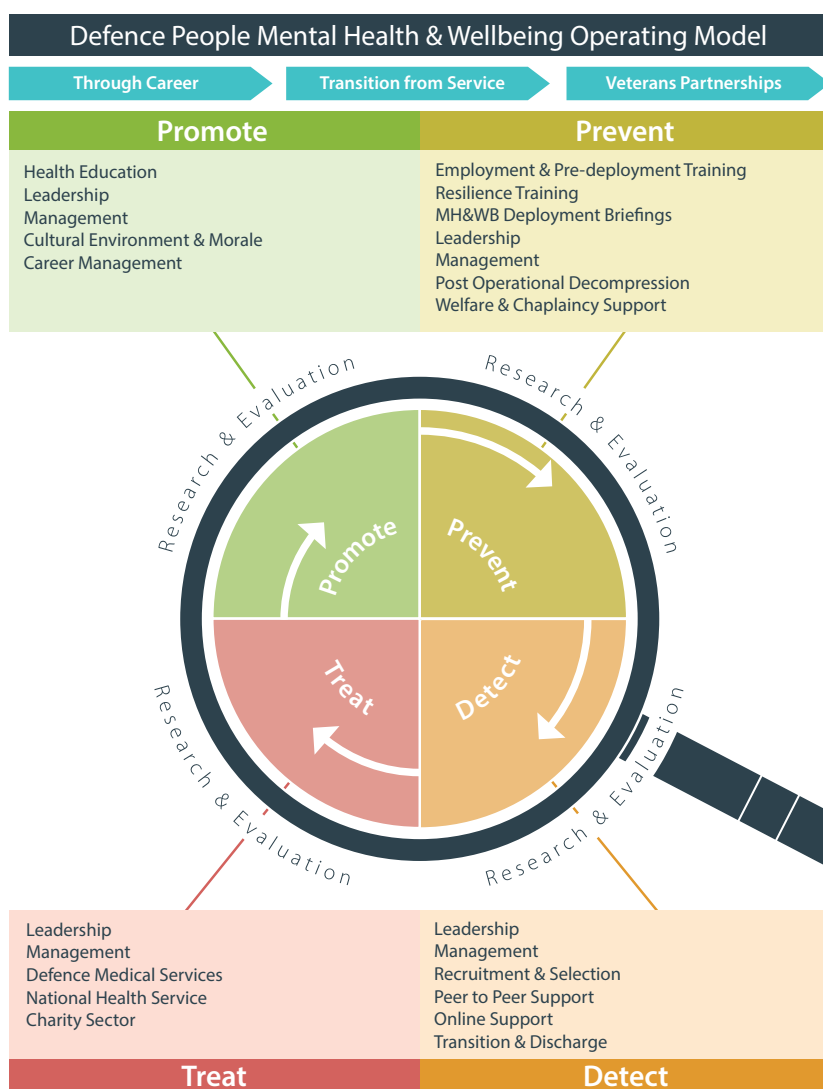 Defence People Mental Health & Wellbeing Operating Model
Through Career
Transition from Service
Veterans Partnerships
Promote
Health Education
Leadership
Management
Cultural Environment & Morale
Career Management
Prevent
Employment & Pre-deployment Training
Resilience Training
MH&WB Deployment Briefings
Leadership
Management
Post Operational Decompression
Welfare & Chaplaincy Support
Research & Evaluation
Research & Evaluation
Promote
Prevent
Treat
Detect
Research & Evaluation
Research & Evaluation
Leadership
Management
Defence Medical Services
National Health Service
Charity Sector
Treat
Leadership
Management
Recruitment & Selection
Peer to Peer Support
Online Support
Transition & Discharge
Detect